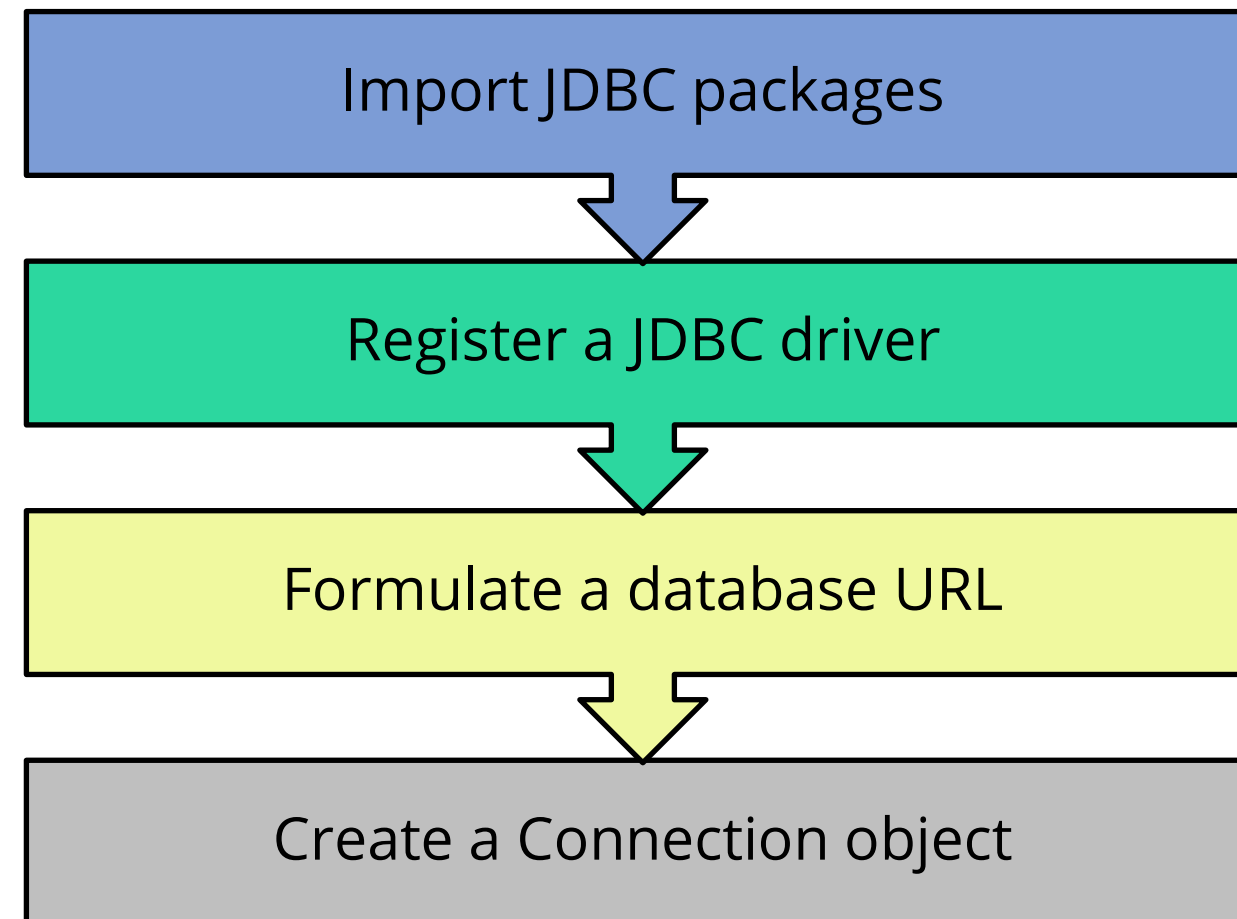 Import JDBC packages
Register a JDBC driver
Formulate a database URL
Create a Connection object